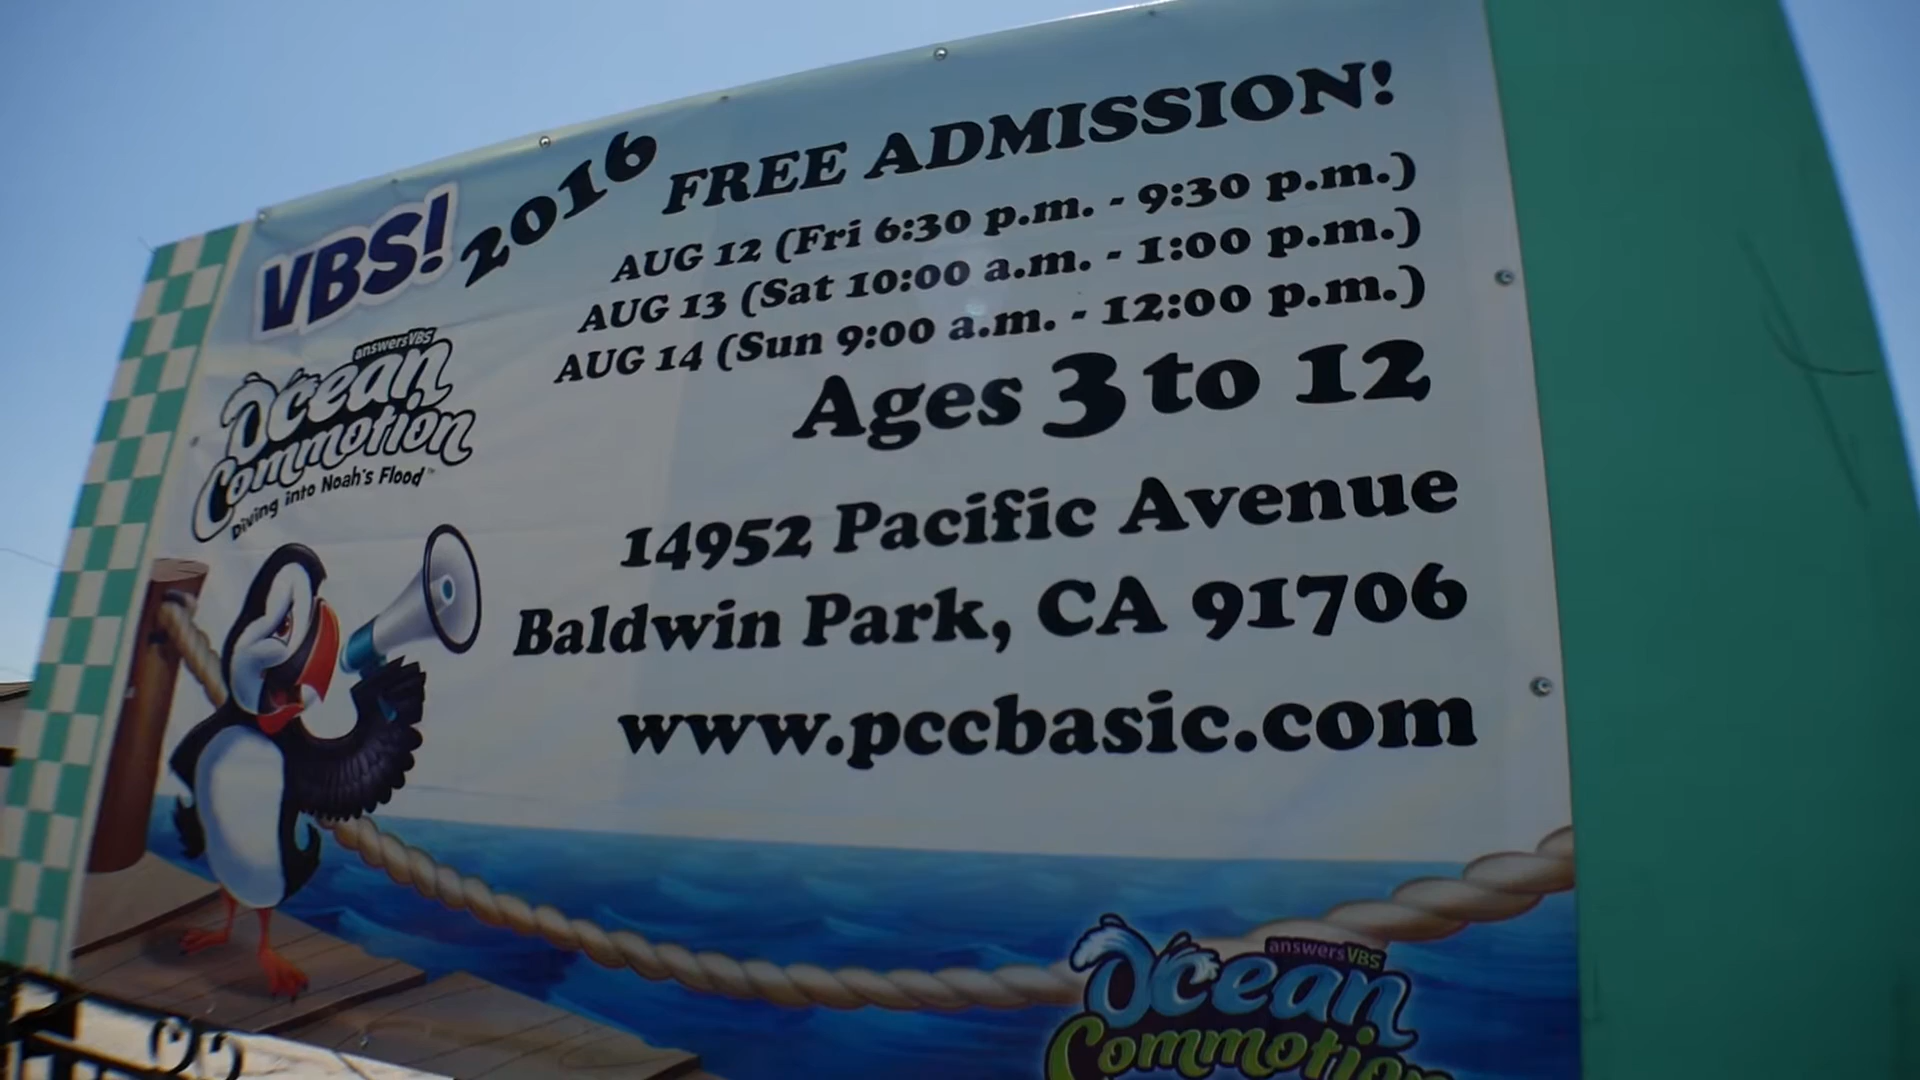 VBS! 2016
FREE ADMISSION!
AUG 12 (Fri 6:30 p.m. - 9:30 p.m.)
AUG 13 (Sat 10:00 a.m. - 1:00 p.m.)
AUG 14 (Sun 9:00 a.m. - 12:00 p.m.)
Ages 3 to 12
answersVBS
Ocean
Commotion
Diving into Noah's Flood™
14952 Pacific Avenue
Baldwin Park, CA 91706
www.pccbasic.com
answersVBS
Ocean
Commotion